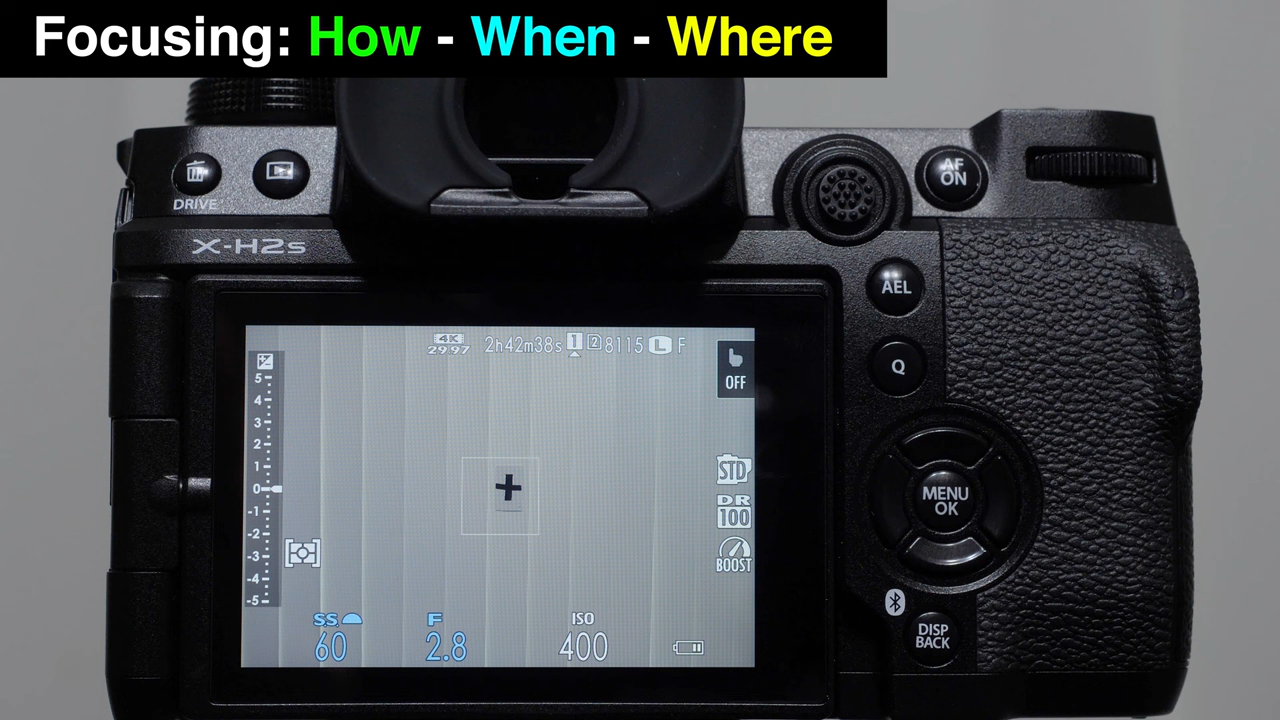 Focusing: How - When - Where
AF
ON
DRIVE
X-H2S
AEL
4K
29.97
2h42m38s 1 2 8115 L F
OFF
Q
5
4
3
2
1
0
-1
-2
-3
-4
-5
STD
DR
100
BOOST
MENU
OK
SS
60
F
2.8
ISO
400
DISP
BACK